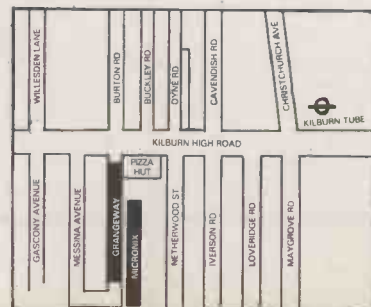 WILLESDEN LANE
BURTON RD
BUCKLEY RD
DYNE RD
CAVENDISH RD
CHRISTCHURCH AVE
KILBURN TUBE
KILBURN HIGH ROAD
GASCONY AVENUE
MESSINA AVENUE
GRANGEWAY
PIZZA
HUT
MICRONIX
NETHERWOOD ST
IVERSON RD
LOVERIDGE RD
MAYGROVE RD